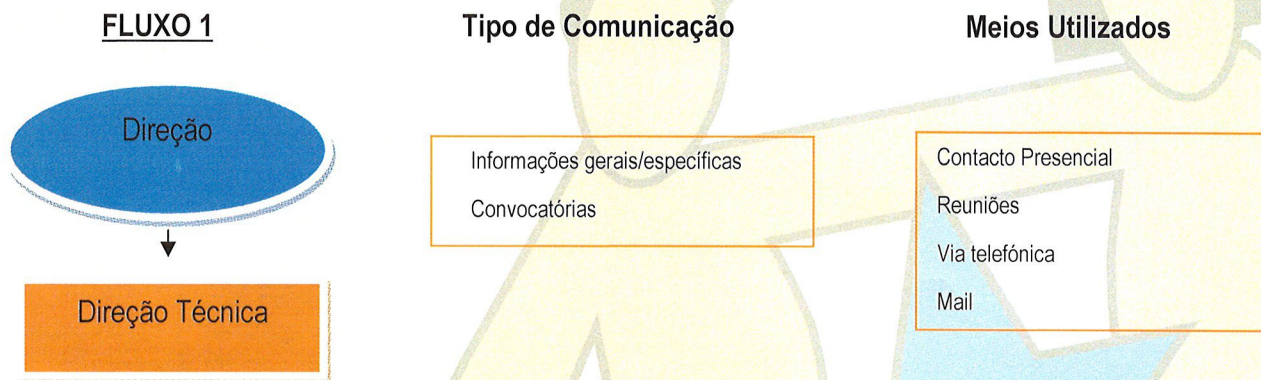 FLUXO 1
Tipo de Comunicação
Meios Utilizados
Direção
Direção Técnica
Informações gerais/específicas
Convocatórias
Contacto Presencial
Reuniões
Via telefónica
Mail